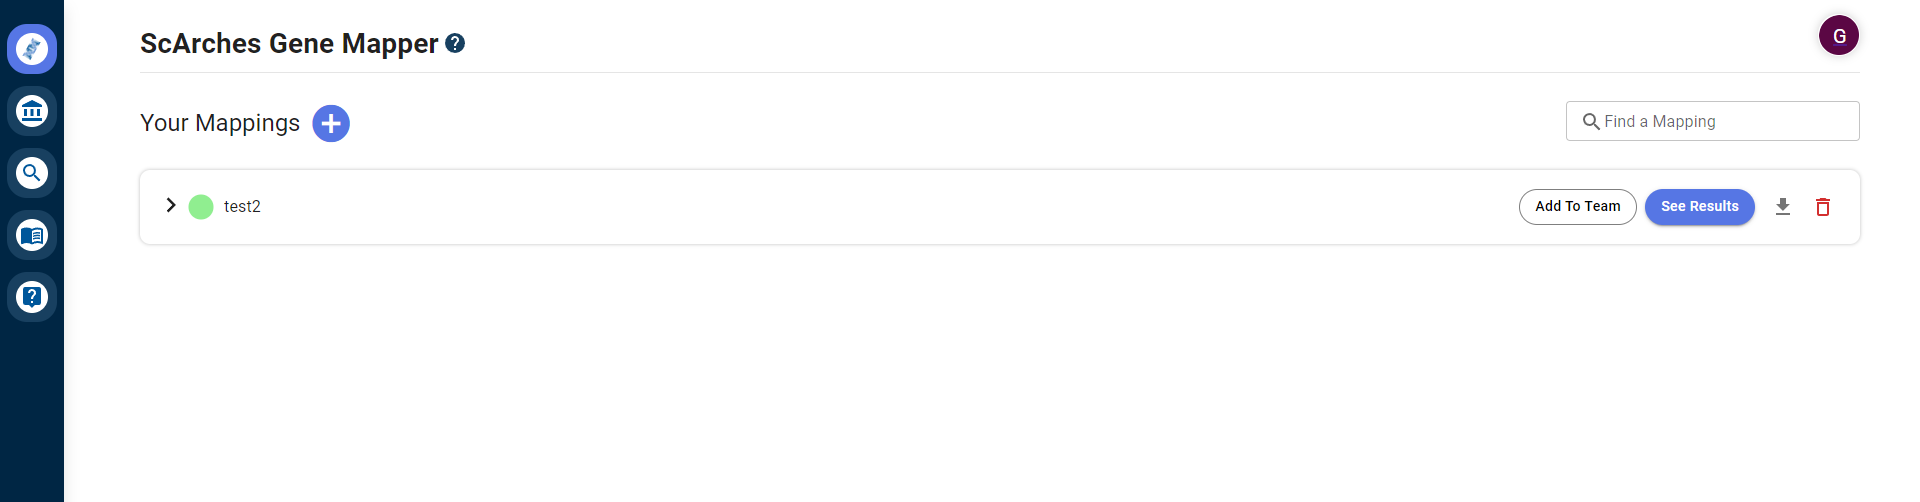 ScArches Gene Mapper ?
G
Your Mappings
Find a Mapping
test2
Add To Team
See Results
?